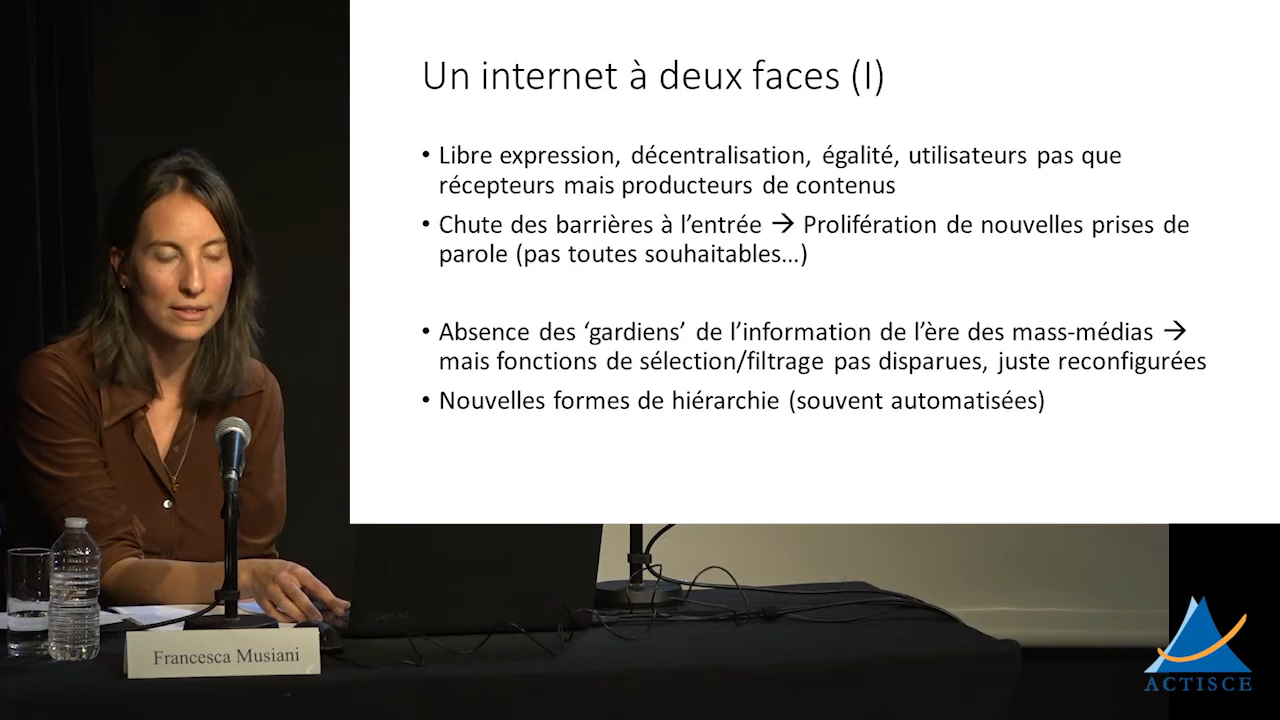 Un internet à deux faces (I)
• Libre expression, décentralisation, égalité, utilisateurs pas que
récepteurs mais producteurs de contenus
• Chute des barrières à l’entrée → Prolifération de nouvelles prises de
parole (pas toutes souhaitables…)
• Absence des ‘gardiens’ de l’information de l’ère des mass-médias →
mais fonctions de sélection/filtrage pas disparues, juste reconfigurées
• Nouvelles formes de hiérarchie (souvent automatisées)
Francesca Musiani
ACTISCE